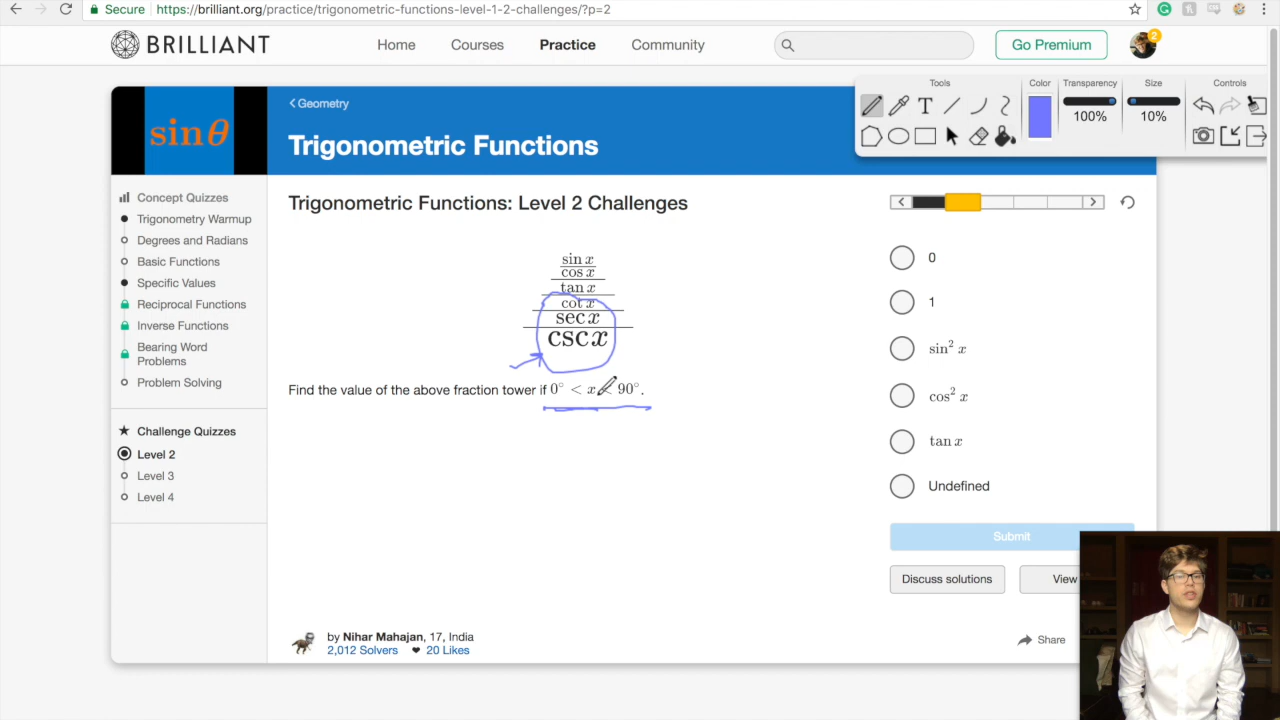 Secure https://brilliant.org/practice/trigonometric-functions-level-1-2-challenges/?p=2
BRILLIANT
Home Courses Practice Community
Go Premium
2
Tools Color Transparency Size Controls
T
100% 10%
sin θ
Geometry
Trigonometric Functions
Concept Quizzes
Trigonometry Warmup
Degrees and Radians
Basic Functions
Specific Values
Reciprocal Functions
Inverse Functions
Bearing Word
Problems
Problem Solving
Challenge Quizzes
Level 2
Level 3
Level 4
Trigonometric Functions: Level 2 Challenges
sin x
cos x
tan x
cot x
sec x
csc x
Find the value of the above fraction tower if 0° < x < 90°.
0
1
sin² x
cos² x
tan x
Undefined
Submit
Discuss solutions
View
by Nihar Mahajan, 17, India
2,012 Solvers 20 Likes
Share